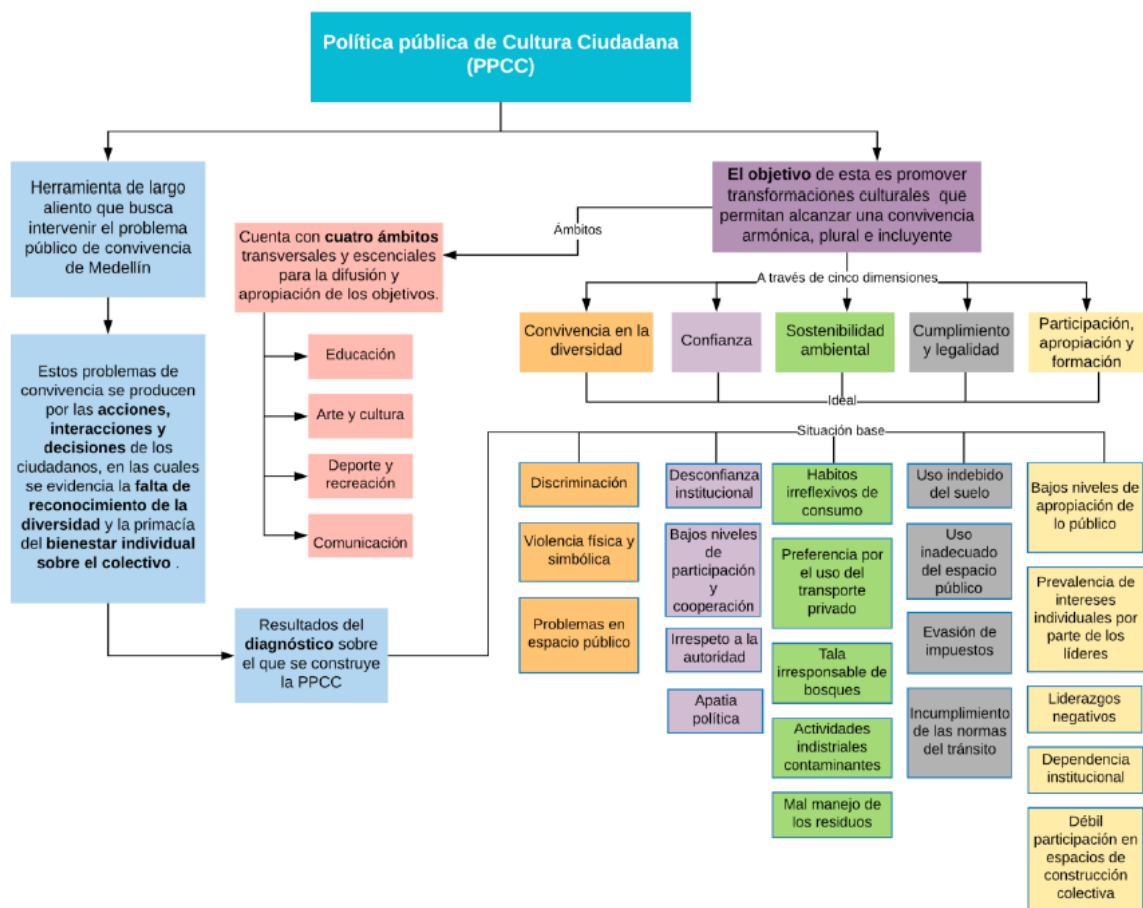 Política pública de Cultura Ciudadana
(PPCC)
Herramienta de largo
aliento que busca
intervenir el problema
público de convivencia
de Medellín
El objetivo de esta es promover
transformaciones culturales que
permitan alcanzar una convivencia
armónica, plural e incluyente
Ámbitos
Cuenta con cuatro ámbitos
transversales y escenciales
para la difusión y
apropiación de los objetivos.
A través de cinco dimensiones
Convivencia en la
diversidad
Confianza
Sostenibilidad
ambiental
Cumplimiento
y legalidad
Participación,
apropiación y
formación
Ideal
Estos problemas de
convivencia se producen
por las acciones,
interacciones y
decisiones de los
ciudadanos, en las cuales
se evidencia la falta de
reconocimiento de la
diversidad y la primacía
del bienestar individual
sobre el colectivo .
Educación
Arte y cultura
Deporte y
recreación
Comunicación
Resultados del
diagnóstico sobre
el que se construye
la PPCC
Situación base
Discriminación
Violencia física y
simbólica
Problemas en
espacio público
Desconfianza
institucional
Bajos niveles
de
participación
y
cooperación
Irrespeto a la
autoridad
Apatia
política
Habitos
irreflexivos de
consumo
Preferencia por
el uso del
transporte
privado
Tala
irresponsable de
bosques
Actividades
indistriales
contaminantes
Mal manejo de
los residuos
Uso indebido
del suelo
Uso
inadecuado
del espacio
público
Evasión de
impuestos
Incumplimiento
de las normas
del tránsito
Bajos niveles de
apropiación de
lo público
Prevalencia de
intereses
individuales por
parte de los
líderes
Liderazgos
negativos
Dependencia
institucional
Débil
participación en
espacios de
construcción
colectiva